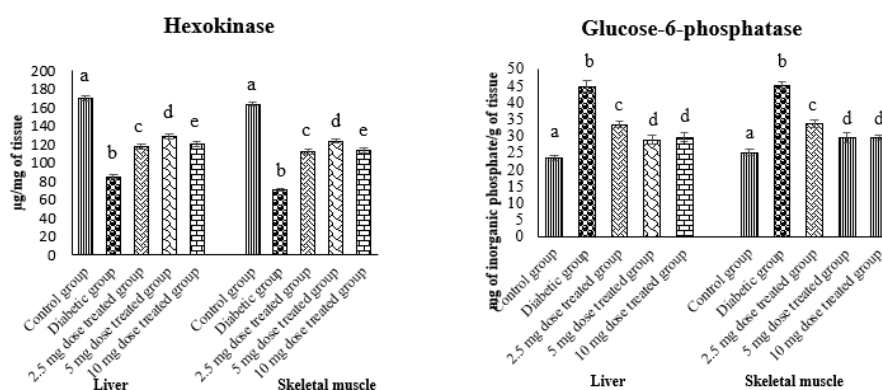 Hexokinase
µg/mg of tissue
200
180
160
140
120
100
80
60
40
20
0
a
b
c
d
e
a
b
c
d
e
Control group
Diabetic group
2.5 mg dose treated group
5 mg dose treated group
10 mg dose treated group
Control group
Diabetic group
2.5 mg dose treated group
5 mg dose treated group
10 mg dose treated group
Liver
Skeletal muscle
Glucose-6-phosphatase
mg of inorganic phosphate/g of tissue
50
45
40
35
30
25
20
15
10
5
0
a
b
c
d
d
a
b
c
d
d
Control group
Diabetic group
2.5 mg dose treated group
5 mg dose treated group
10 mg dose treated group
Control group
Diabetic group
2.5 mg dose treated group
5 mg dose treated group
10 mg dose treated group
Liver
Skeletal muscle